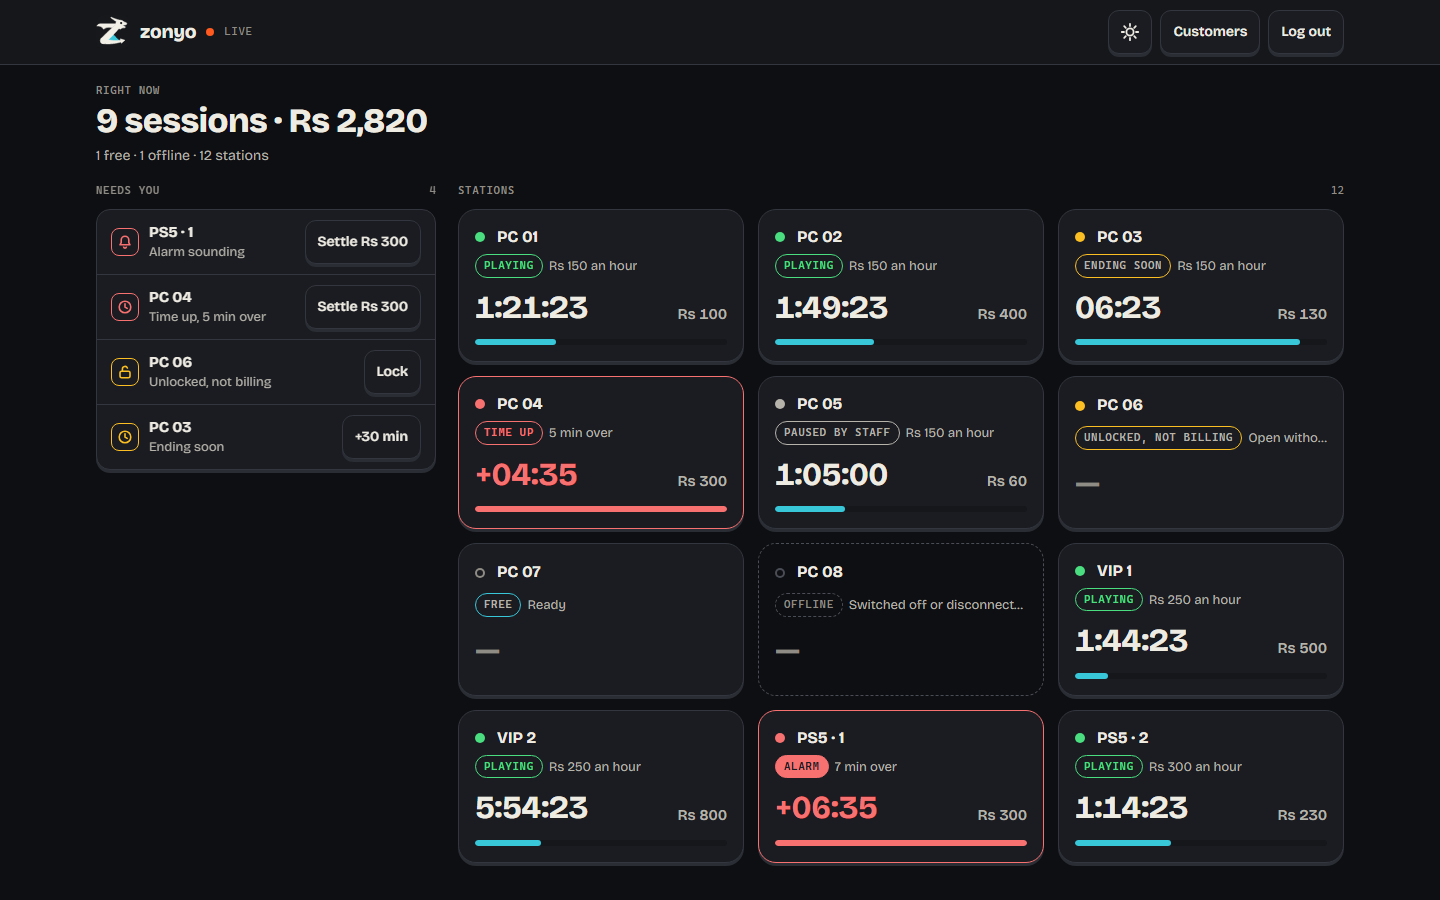 zonyo LIVE
Customers
Log out
RIGHT NOW
9 sessions · Rs 2,820
1 free · 1 offline · 12 stations
NEEDS YOU 4
PS5 · 1
Alarm sounding
Settle Rs 300
PC 04
Time up, 5 min over
Settle Rs 300
PC 06
Unlocked, not billing
Lock
PC 03
Ending soon
+30 min
STATIONS 12
PC 01
PLAYING Rs 150 an hour
1:21:23 Rs 100
PC 02
PLAYING Rs 150 an hour
1:49:23 Rs 400
PC 03
ENDING SOON Rs 150 an hour
06:23 Rs 130
PC 04
TIME UP 5 min over
+04:35 Rs 300
PC 05
PAUSED BY STAFF Rs 150 an hour
1:05:00 Rs 60
PC 06
UNLOCKED, NOT BILLING Open witho...
—
PC 07
FREE Ready
—
PC 08
OFFLINE Switched off or disconnect...
—
VIP 1
PLAYING Rs 250 an hour
1:44:23 Rs 500
VIP 2
PLAYING Rs 250 an hour
5:54:23 Rs 800
PS5 · 1
ALARM 7 min over
+06:35 Rs 300
PS5 · 2
PLAYING Rs 300 an hour
1:14:23 Rs 230